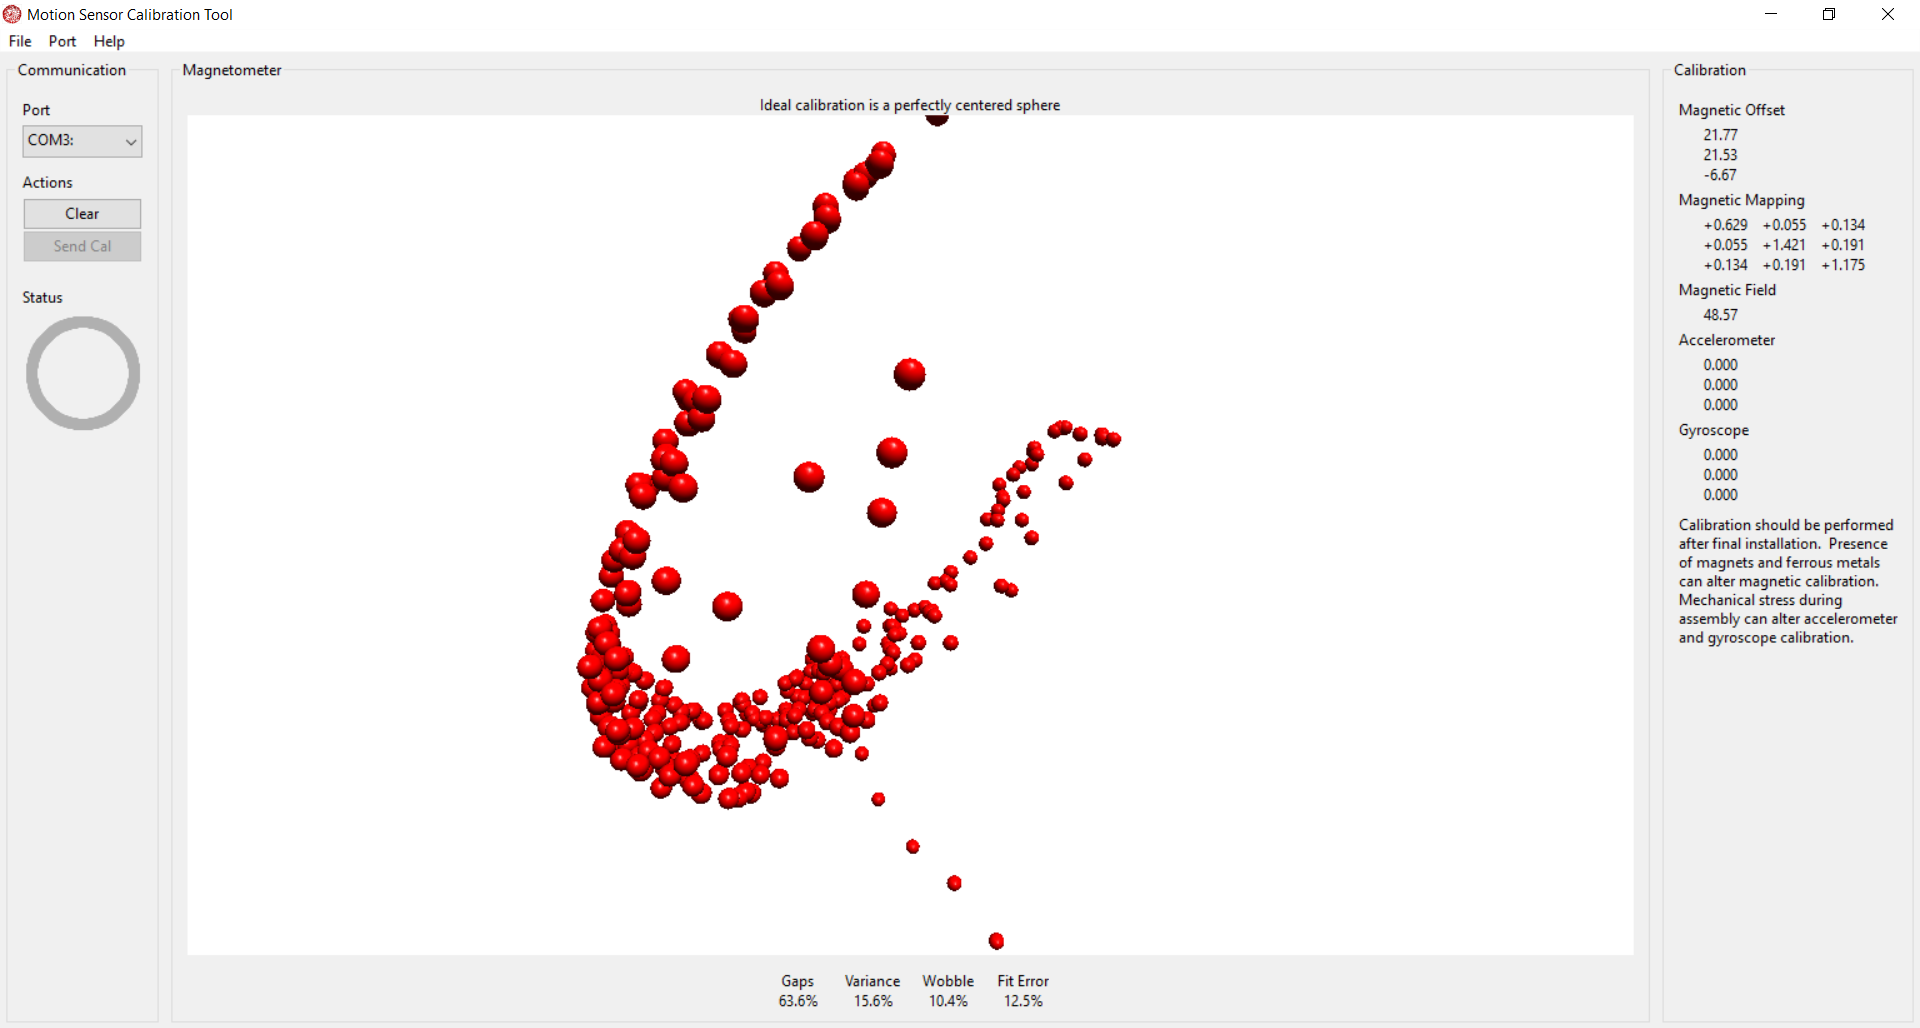 Motion Sensor Calibration Tool
File Port Help
Communication
Port
COM3:
Actions
Clear
Send Cal
Status
Magnetometer
Ideal calibration is a perfectly centered sphere
Gaps Variance Wobble Fit Error
63.6% 15.6% 10.4% 12.5%
Calibration
Magnetic Offset
21.77
21.53
-6.67
Magnetic Mapping
+0.629 +0.055 +0.134
+0.055 +1.421 +0.191
+0.134 +0.191 +1.175
Magnetic Field
48.57
Accelerometer
0.000
0.000
0.000
Gyroscope
0.000
0.000
0.000
Calibration should be performed
after final installation. Presence
of magnets and ferrous metals
can alter magnetic calibration.
Mechanical stress during
assembly can alter accelerometer
and gyroscope calibration.